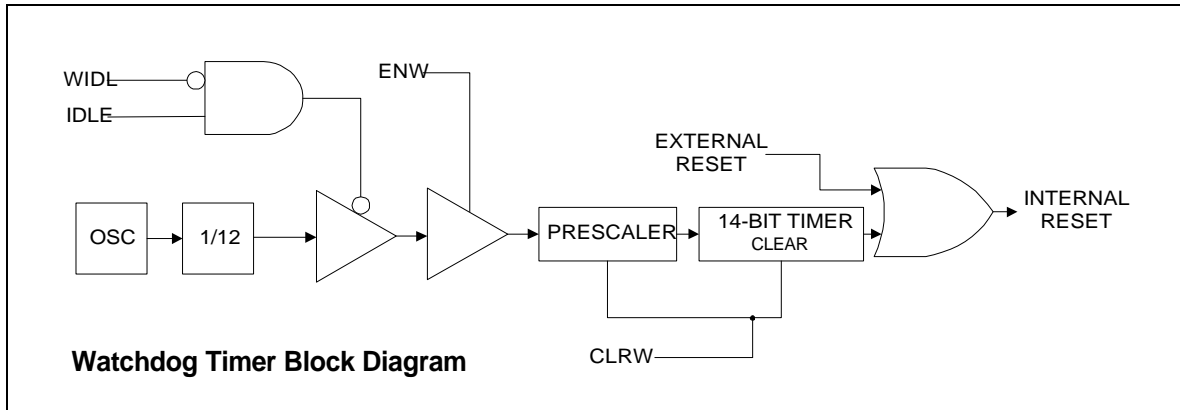 WIDL
IDLE
ENW
EXTERNAL
RESET
INTERNAL
RESET
OSC
1/12
PRESCALER
14-BIT TIMER
CLEAR
CLRW
Watchdog Timer Block Diagram